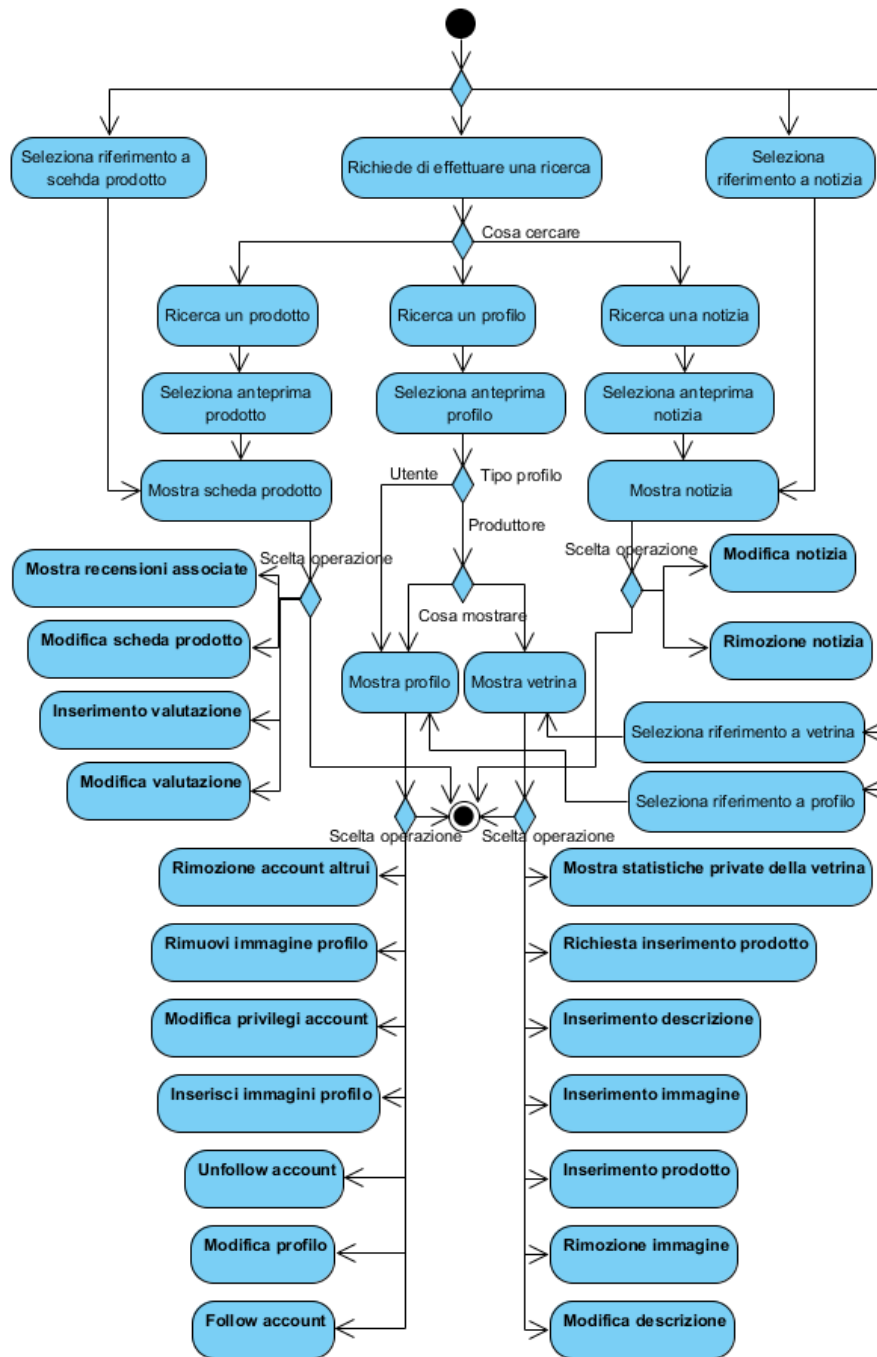 Seleziona riferimento a
scehda prodotto
Richiede di effettuare una ricerca
Seleziona
riferimento a notizia
Cosa cercare
Ricerca un prodotto
Ricerca un profilo
Ricerca una notizia
Seleziona anteprima
prodotto
Seleziona anteprima
profilo
Seleziona anteprima
notizia
Mostra scheda prodotto
Utente
Tipo profilo
Mostra notizia
Produttore
Scelta operazione
Scelta operazione
Mostra recensioni associate
Modifica notizia
Cosa mostrare
Modifica scheda prodotto
Rimozione notizia
Mostra profilo
Mostra vetrina
Inserimento valutazione
Seleziona riferimento a vetrina
Modifica valutazione
Seleziona riferimento a profilo
Scelta operazione
Scelta operazione
Rimozione account altrui
Mostra statistiche private della vetrina
Rimuovi immagine profilo
Richiesta inserimento prodotto
Modifica privilegi account
Inserimento descrizione
Inserisci immagini profilo
Inserimento immagine
Unfollow account
Inserimento prodotto
Modifica profilo
Rimozione immagine
Follow account
Modifica descrizione